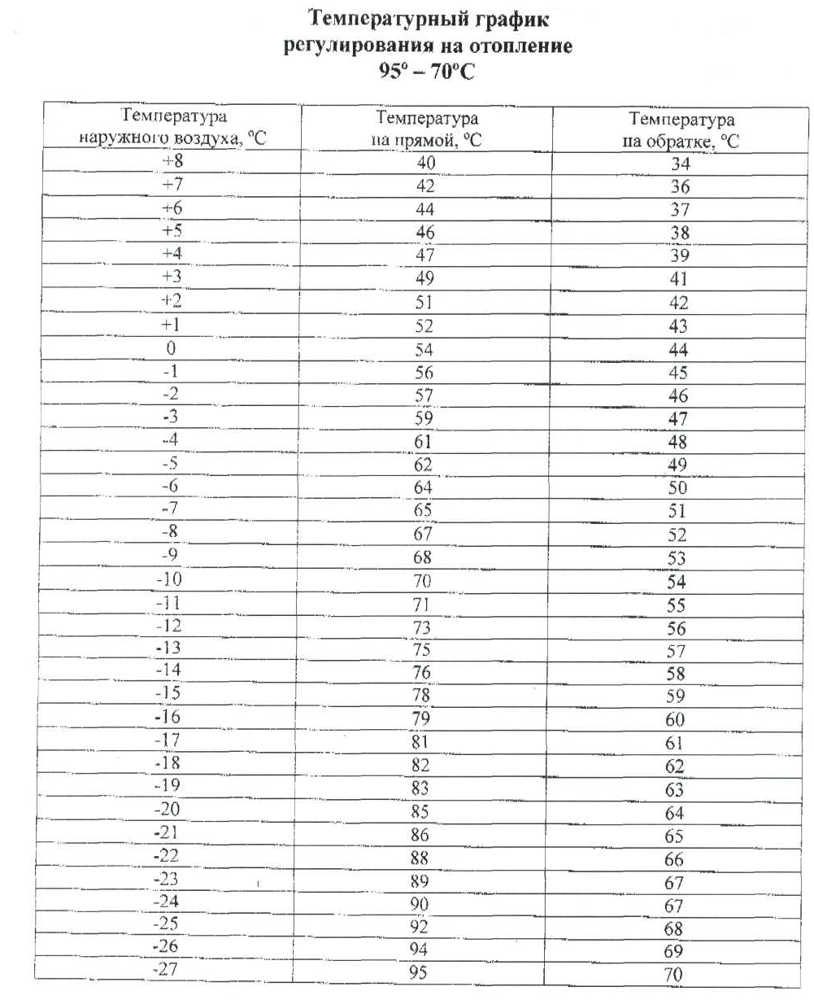 Температурный график
регулирования на отопление
95º – 70ºС
Температура наружного воздуха, ºС	Температура на прямой, ºС	Температура на обратке, ºС
+8	40	34
+7	42	36
+6	44	37
+5	46	38
+4	47	39
+3	49	41
+2	51	42
+1	52	43
0	54	44
-1	56	45
-2	57	46
-3	59	47
-4	61	48
-5	62	49
-6	64	50
-7	65	51
-8	67	52
-9	68	53
-10	70	54
-11	71	55
-12	73	56
-13	75	57
-14	76	58
-15	78	59
-16	79	60
-17	81	61
-18	82	62
-19	83	63
-20	85	64
-21	86	65
-22	88	66
-23	89	67
-24	90	67
-25	92	68
-26	94	69
-27	95	70